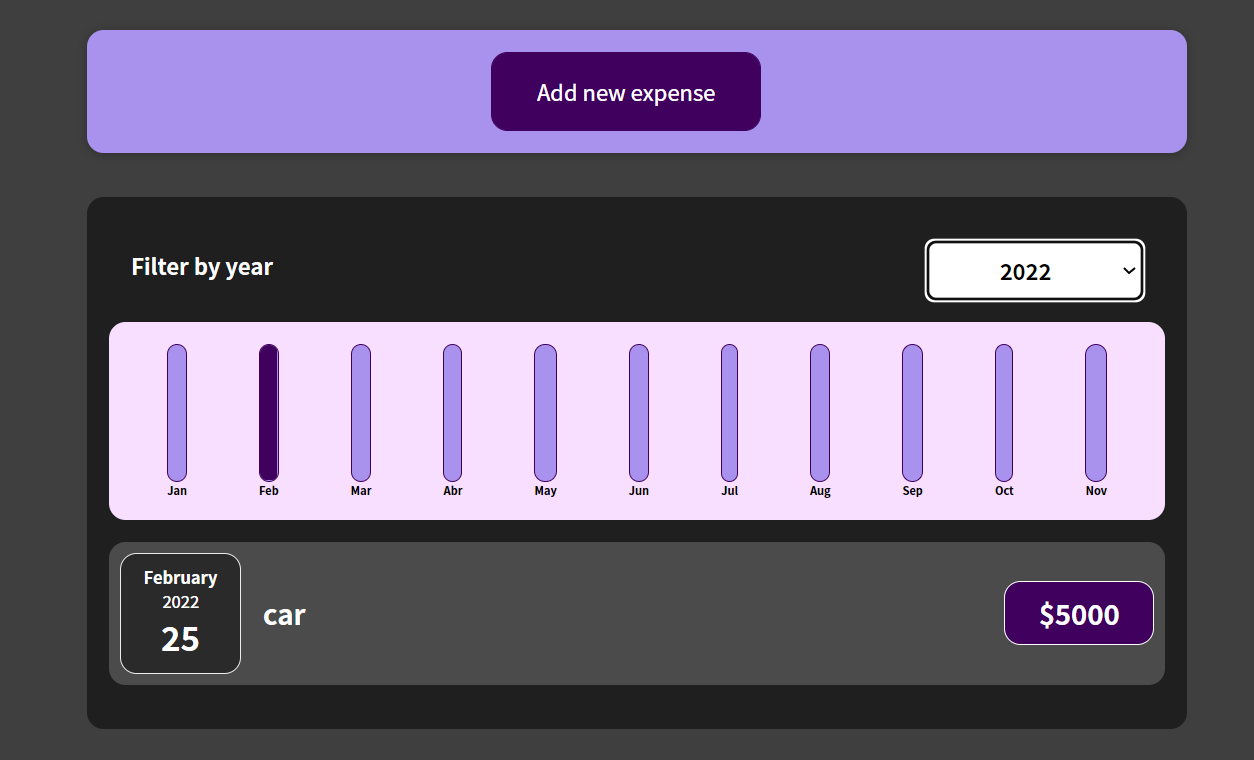 Add new expense
Filter by year
2022
Jan Feb Mar Abr May Jun Jul Aug Sep Oct Nov
February
2022
25
car
$5000